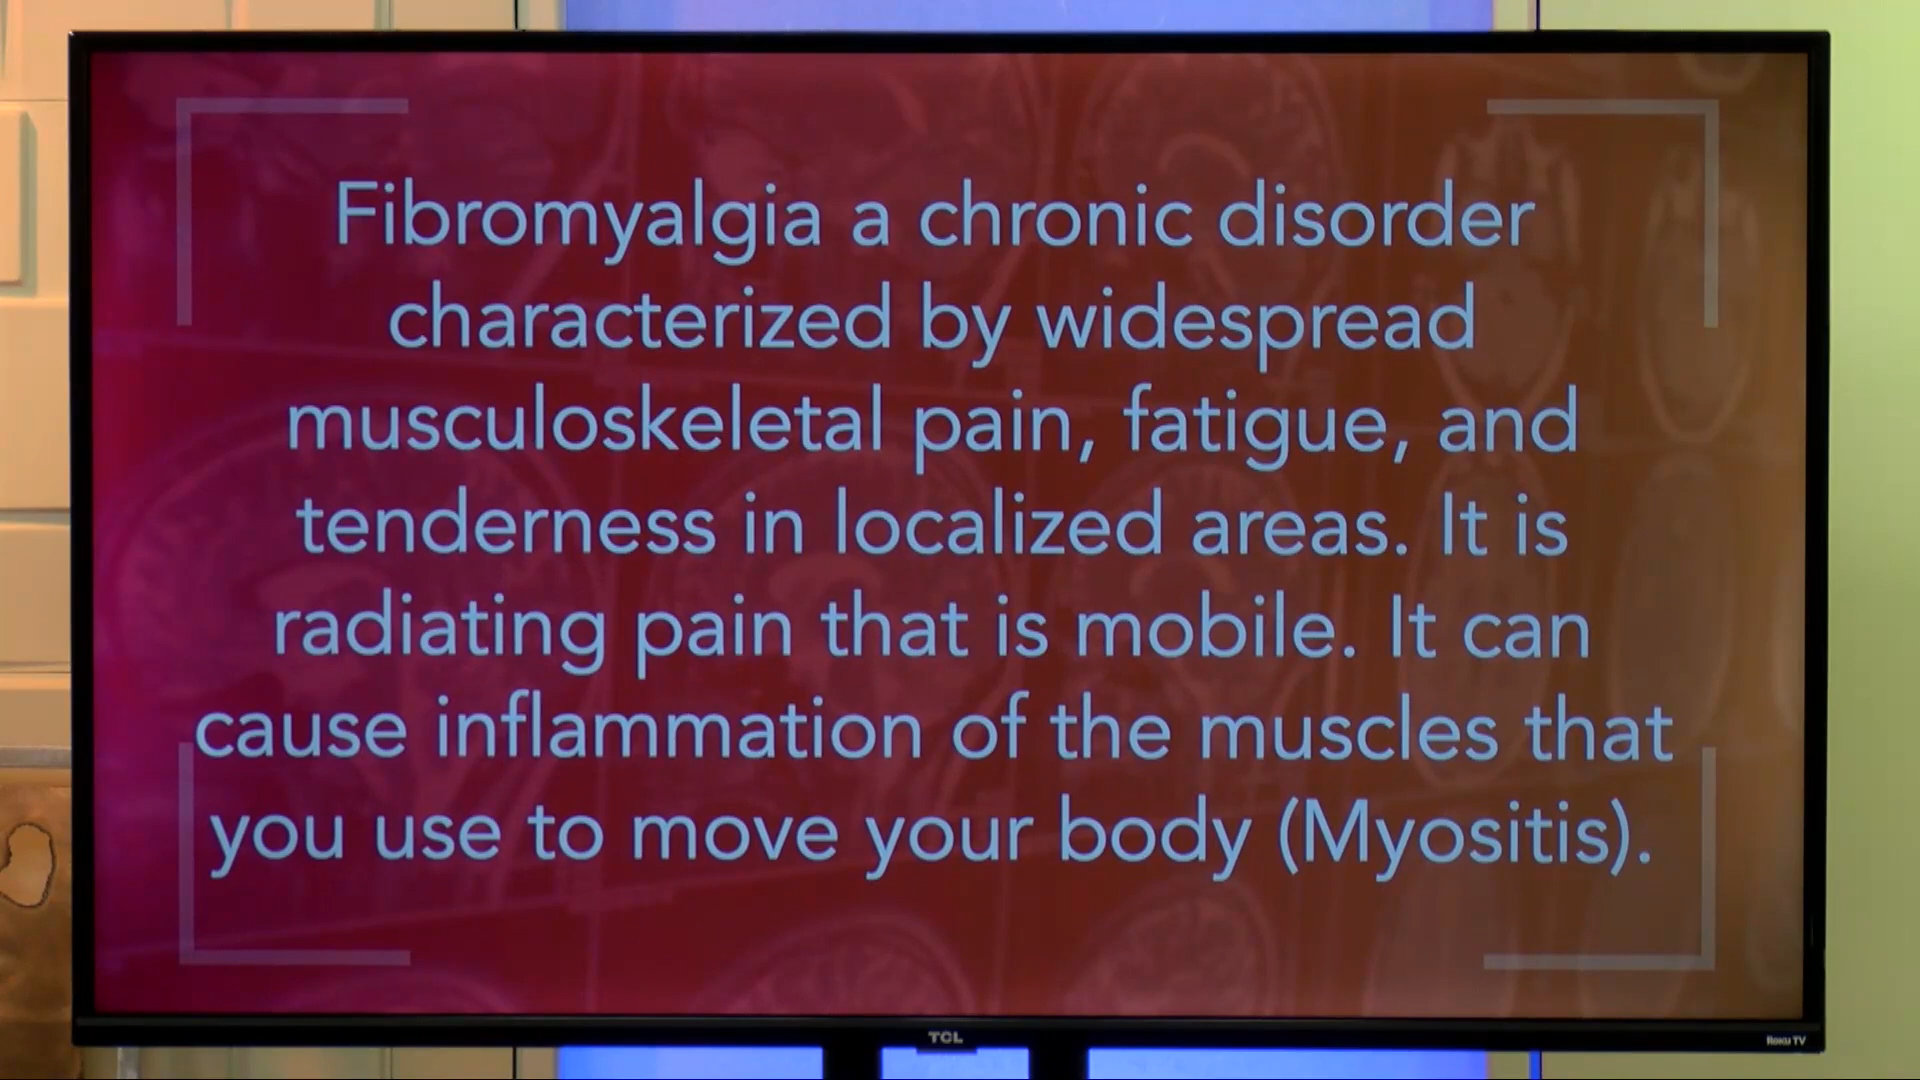 Fibromyalgia a chronic disorder
characterized by widespread
musculoskeletal pain, fatigue, and
tenderness in localized areas. It is
radiating pain that is mobile. It can
cause inflammation of the muscles that
you use to move your body (Myositis).
TCL
Roku TV